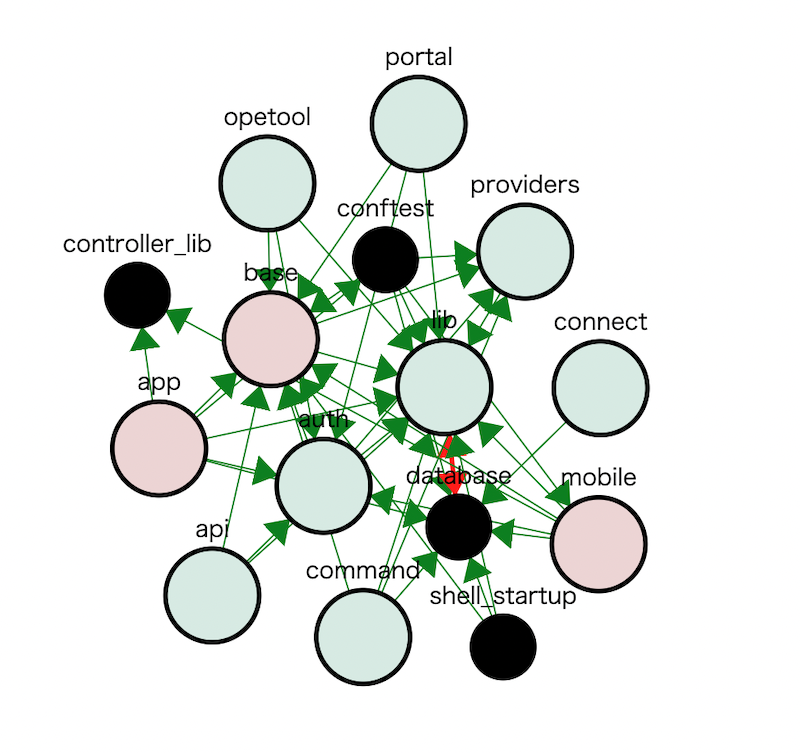 portal
opetool
providers
conftest
controller_lib
base
lib
connect
app
auth
database
mobile
api
command
shell_startup